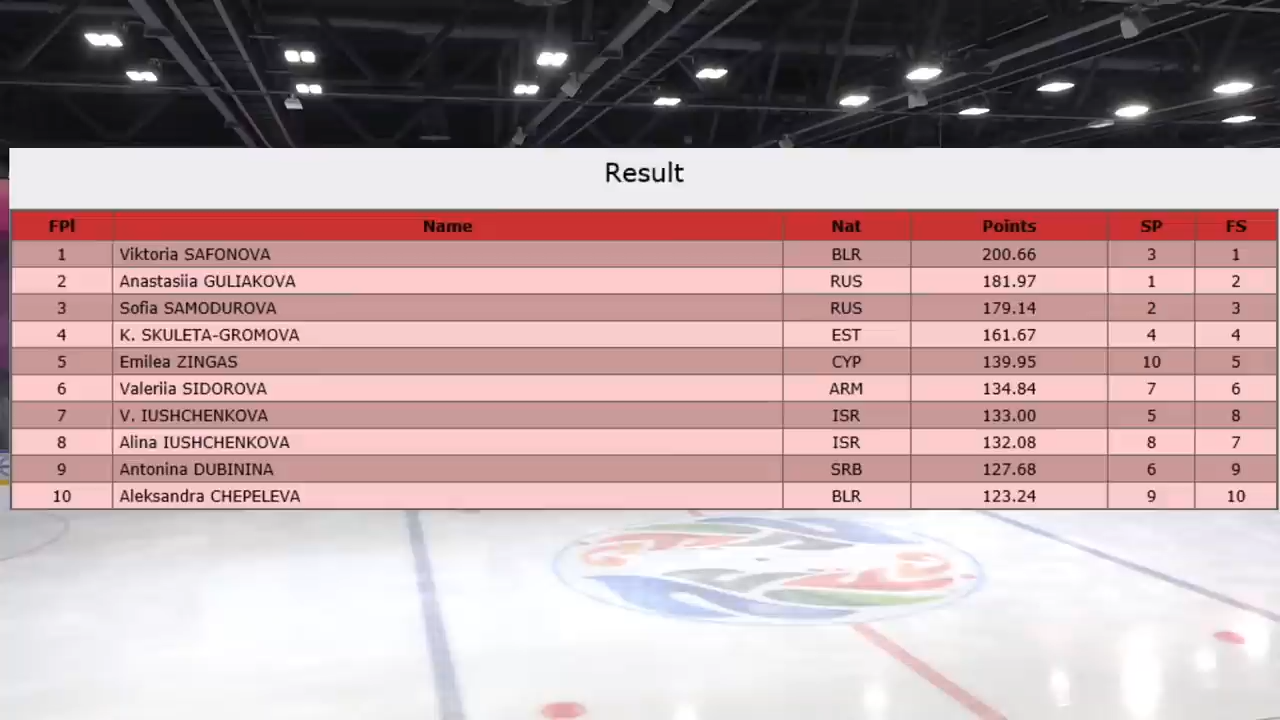 Result
FPl Name Nat Points SP FS
1 Viktoria SAFONOVA BLR 200.66 3 1
2 Anastasiia GULIAKOVA RUS 181.97 1 2
3 Sofia SAMODUROVA RUS 179.14 2 3
4 K. SKULETA-GROMOVA EST 161.67 4 4
5 Emilea ZINGAS CYP 139.95 10 5
6 Valeriia SIDOROVA ARM 134.84 7 6
7 V. IUSHCHENKOVA ISR 133.00 5 8
8 Alina IUSHCHENKOVA ISR 132.08 8 7
9 Antonina DUBININA SRB 127.68 6 9
10 Aleksandra CHEPELEVA BLR 123.24 9 10